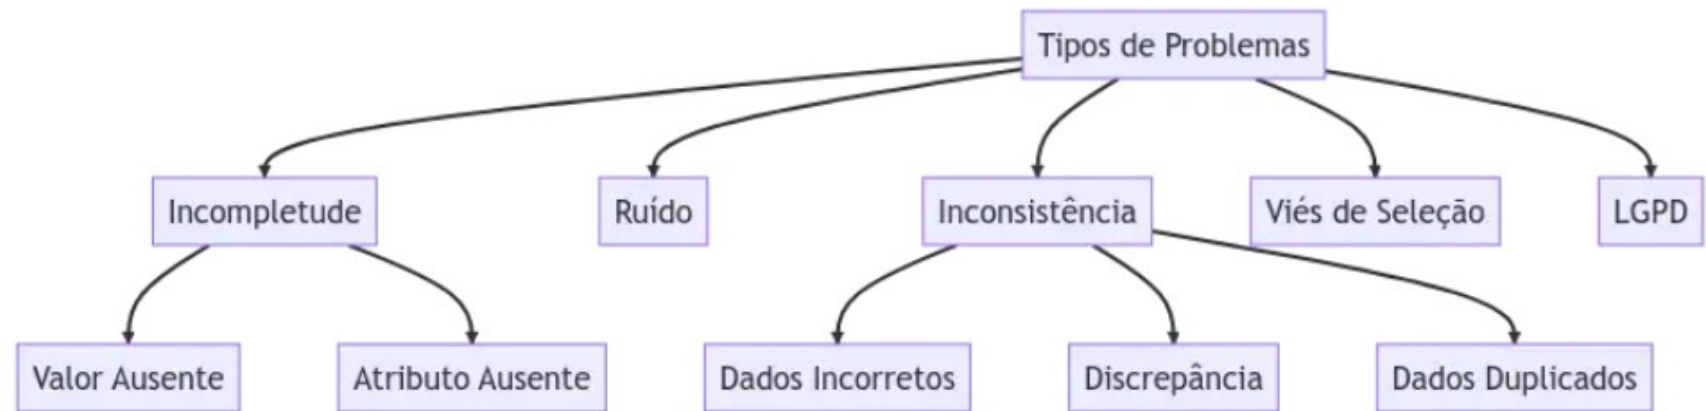 Tipos de Problemas
Incompletude
Ruído
Inconsistência
Viés de Seleção
LGPD
Valor Ausente
Atributo Ausente
Dados Incorretos
Discrepância
Dados Duplicados